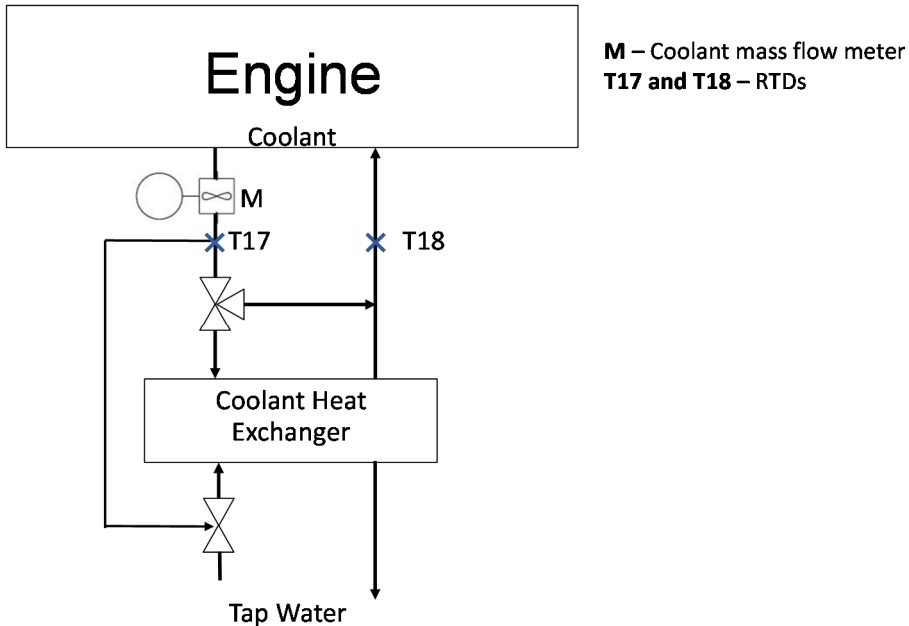 Engine
Coolant
M – Coolant mass flow meter
T17 and T18 – RTDs
M
T17
T18
Coolant Heat
Exchanger
Tap Water